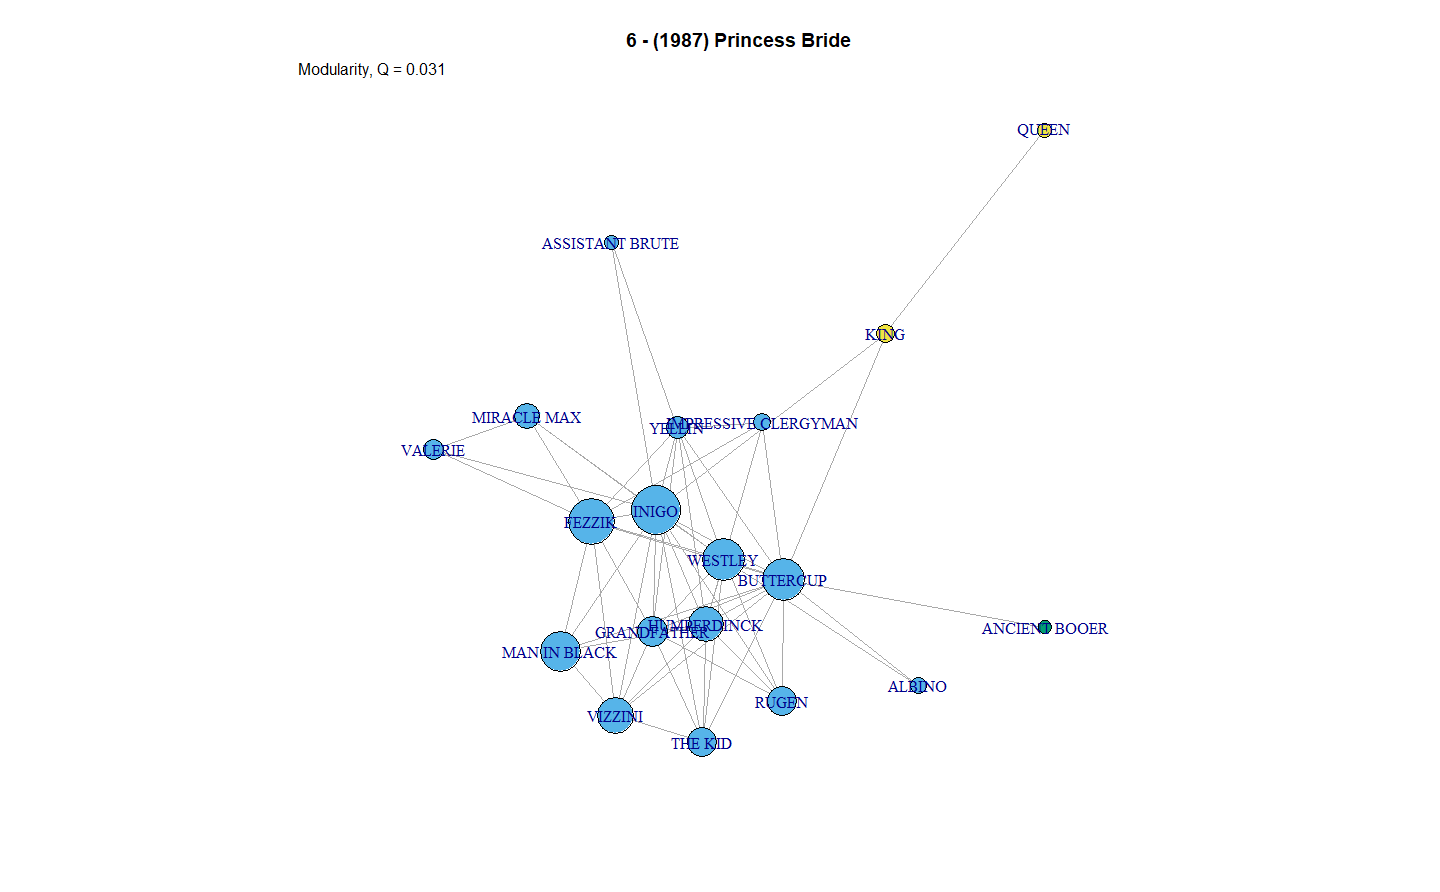 6 - (1987) Princess Bride
Modularity, Q = 0.031
QUEEN
ASSISTANT BRUTE
KING
MIRACLE MAX
IMPRESSIVE CLERGYMAN
YELLIN
VALERIE
INIGO
FEZZIK
WESTLEY
BUTTERCUP
HUMPERDINCK
ANCIENT BOOER
GRANDFATHER
MAN IN BLACK
ALBINO
RUGEN
VIZZINI
THE KID